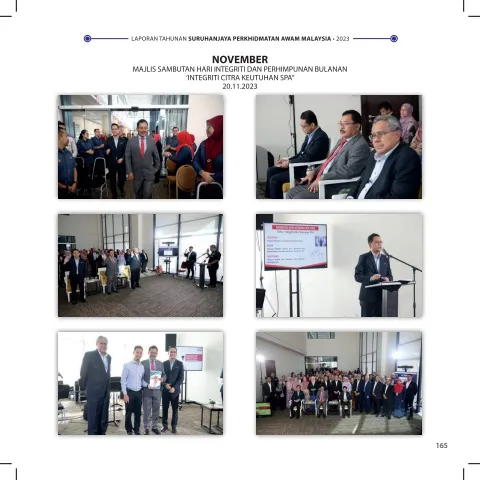 LAPORAN TAHUNAN SURUHANJAYA PERKHIDMATAN AWAM MALAYSIA • 2023
NOVEMBER
MAJLIS SAMBUTAN HARI INTEGRITI DAN PERHIMPUNAN BULANAN
‘INTEGRITI CITRA KEUTUHAN SPA”
20.11.2023
165